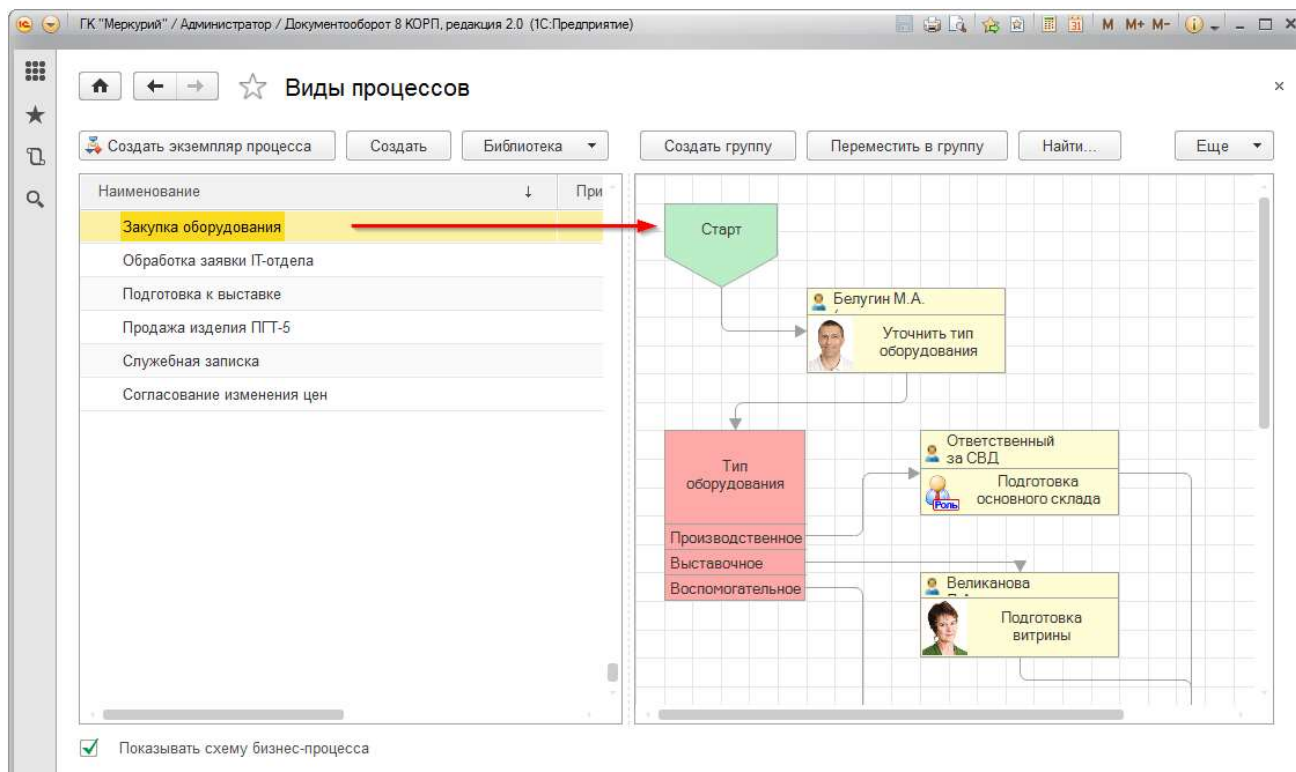 ГК "Меркурий" / Администратор / Документооборот 8 КОРП, редакция 2.0 (1С:Предприятие)
31
M M+ M-
Виды процессов
Создать экземпляр процесса
Создать
Библиотека
Создать группу
Переместить в группу
Найти...
Еще
Наименование
При
Закупка оборудования
Обработка заявки IT-отдела
Подготовка к выставке
Продажа изделия ПГТ-5
Служебная записка
Согласование изменения цен
Старт
Белугин М.А.
Уточнить тип
оборудования
Тип
оборудования
Производственное
Выставочное
Воспомогательное
Ответственный
за СВД
Роль
Подготовка
основного склада
Великанова
Подготовка
витрины
Показывать схему бизнес-процесса